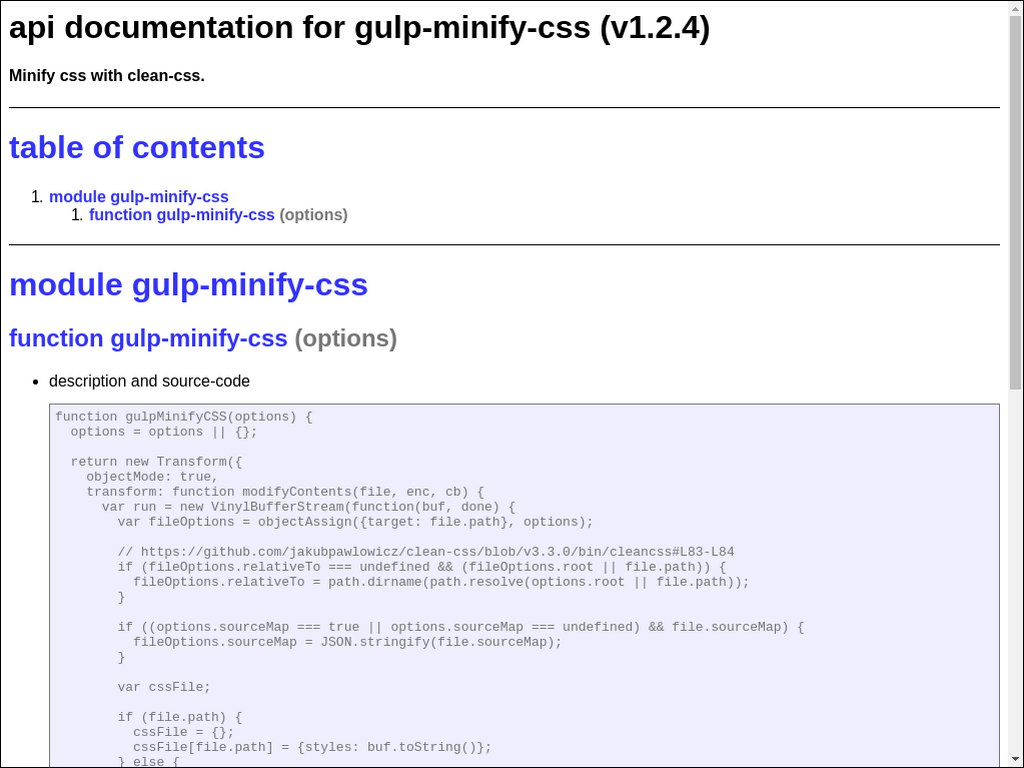 api documentation for gulp-minify-css (v1.2.4)
Minify css with clean-css.
table of contents
1. module gulp-minify-css
1. function gulp-minify-css (options)
module gulp-minify-css
function gulp-minify-css (options)
• description and source-code
function gulpMinifyCSS(options) {
  options = options || {};

  return new Transform({
    objectMode: true,
    transform: function modifyContents(file, enc, cb) {
      var run = new VinylBufferStream(function(buf, done) {
        var fileOptions = objectAssign({target: file.path}, options);

        // https://github.com/jakubpawlowicz/clean-css/blob/v3.3.0/bin/cleancss#L83-L84
        if (fileOptions.relativeTo === undefined && (fileOptions.root || file.path)) {
          fileOptions.relativeTo = path.dirname(path.resolve(options.root || file.path));
        }

        if ((options.sourceMap === true || options.sourceMap === undefined) && file.sourceMap) {
          fileOptions.sourceMap = JSON.stringify(file.sourceMap);
        }

        var cssFile;

        if (file.path) {
          cssFile = {};
          cssFile[file.path] = {styles: buf.toString()};
        } else {